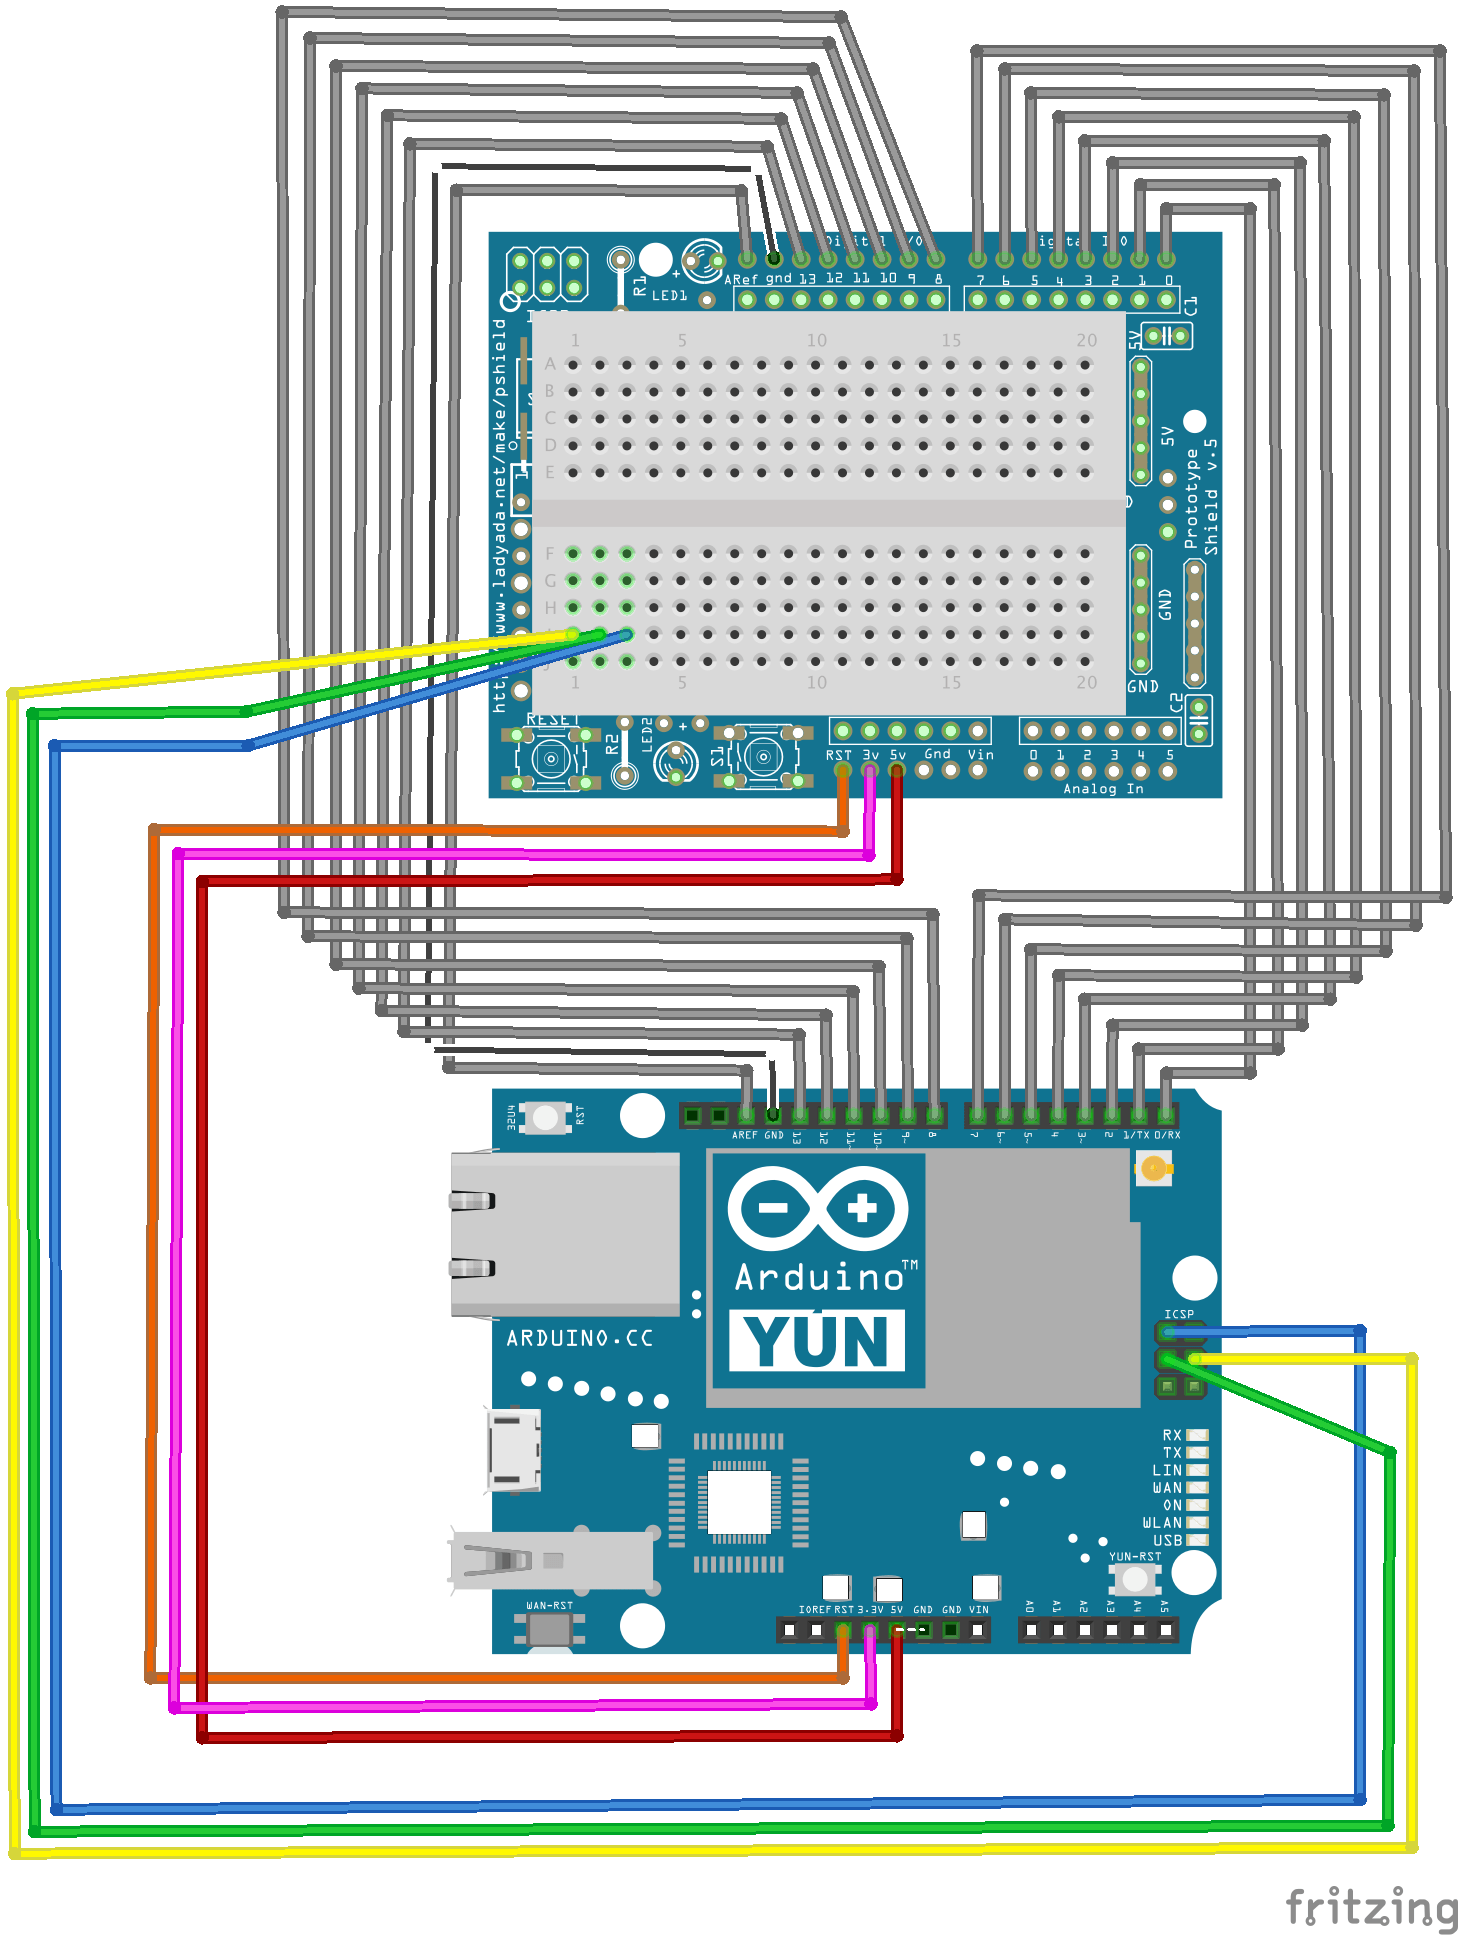 Digital I/O
ARef gnd 13 12 11 10 9 8
7 6 5 4 3 2 1 0
R1
+
LED1
C1
5V
1 5 10 15 20
A
B
C
D
E
5V
Prototype
Shield v.5
F
G
H
1 5 10 15 20
GND
GND
C2
www.ladyada.net/make/pshield
RESET
R2
LED2 +
S1
RST 3v 5v Gnd Vin
0 1 2 3 4 5
Analog In
32U4
RST
AREF GND 13 12 11~ 10~ 9~ 8
7 6~ 5~ 4 3~ 2 1/TX 0/RX
Arduino™
YÚN
ARDUINO.CC
ICSP
RX
TX
LIN
WAN
ON
WLAN
USB
YUN-RST
WAN-RST
IOREF RST 3.3V 5V GND GND VIN
A0 A1 A2 A3 A4 A5
fritzing